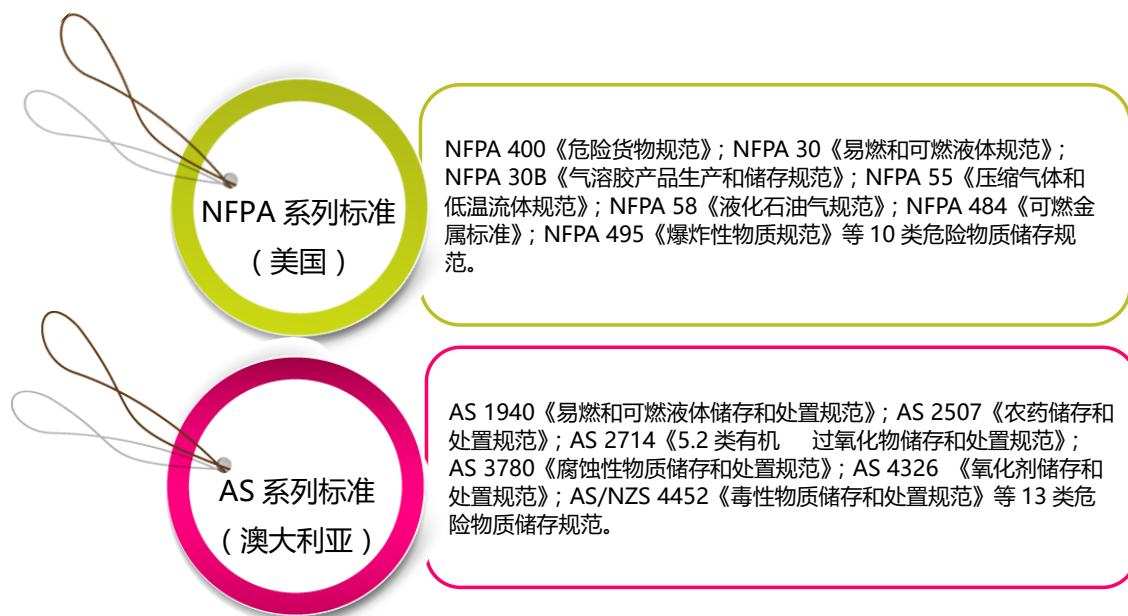 NFPA 系列标准
（美国）
NFPA 400《危险货物规范》；NFPA 30《易燃和可燃液体规范》；
NFPA 30B《气溶胶产品生产和储存规范》；NFPA 55《压缩气体和
低温流体规范》；NFPA 58《液化石油气规范》；NFPA 484《可燃金
属标准》；NFPA 495《爆炸性物质规范》等 10 类危险物质储存规
范。
AS 系列标准
（澳大利亚）
AS 1940《易燃和可燃液体储存和处置规范》；AS 2507《农药储存和
处置规范》；AS 2714《5.2 类有机 过氧化物储存和处置规范》；
AS 3780《腐蚀性物质储存和处置规范》；AS 4326 《氧化剂储存和
处置规范》；AS/NZS 4452《毒性物质储存和处置规范》等 13 类危
险物质储存规范。